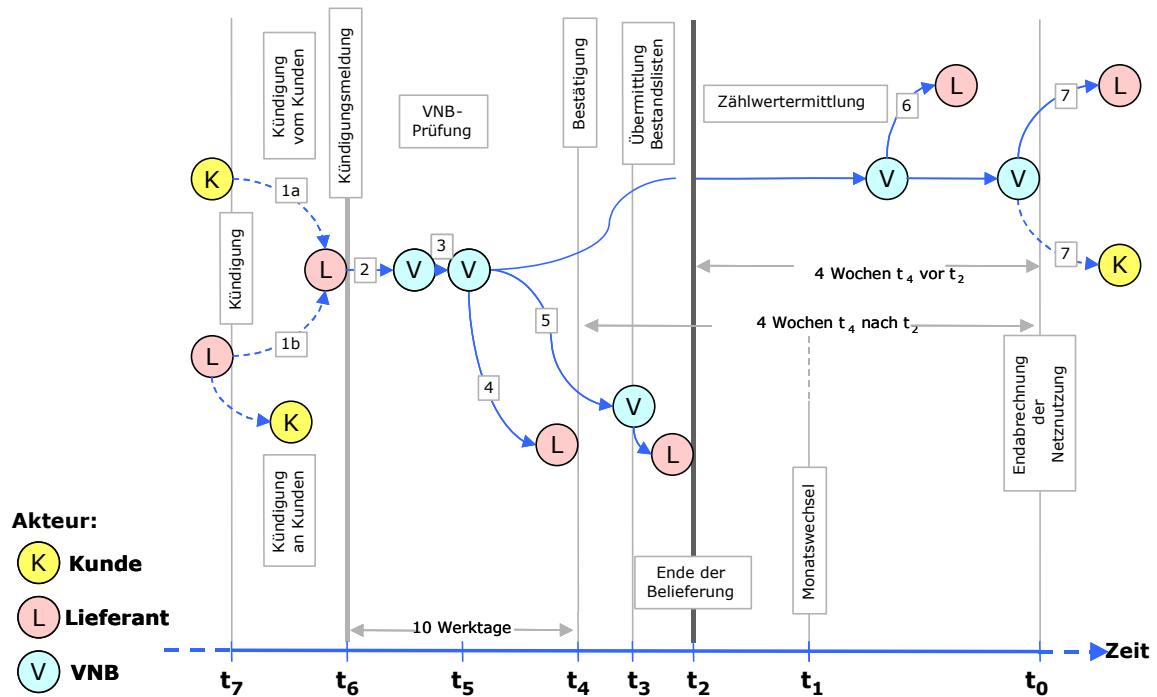 Kündigung
vom Kunden
Kündigungsmeldung
VNB-
Prüfung
Bestätigung
Übermittlung
Bestandslisten
Zählwertermittlung
6
L
7
L
K
1a
V
V
Kündigung
L
2
V
3
V
7
K
4 Wochen t4 vor t2
5
4 Wochen t4 nach t2
1b
L
4
K
V
L
L
Endabrechnung
der
Netznutzung
Kündigung
an Kunden
Monatswechsel
Akteur:
K Kunde
L Lieferant
V VNB
Ende der
Belieferung
10 Werktage
Zeit
t7 t6 t5 t4 t3 t2 t1 t0